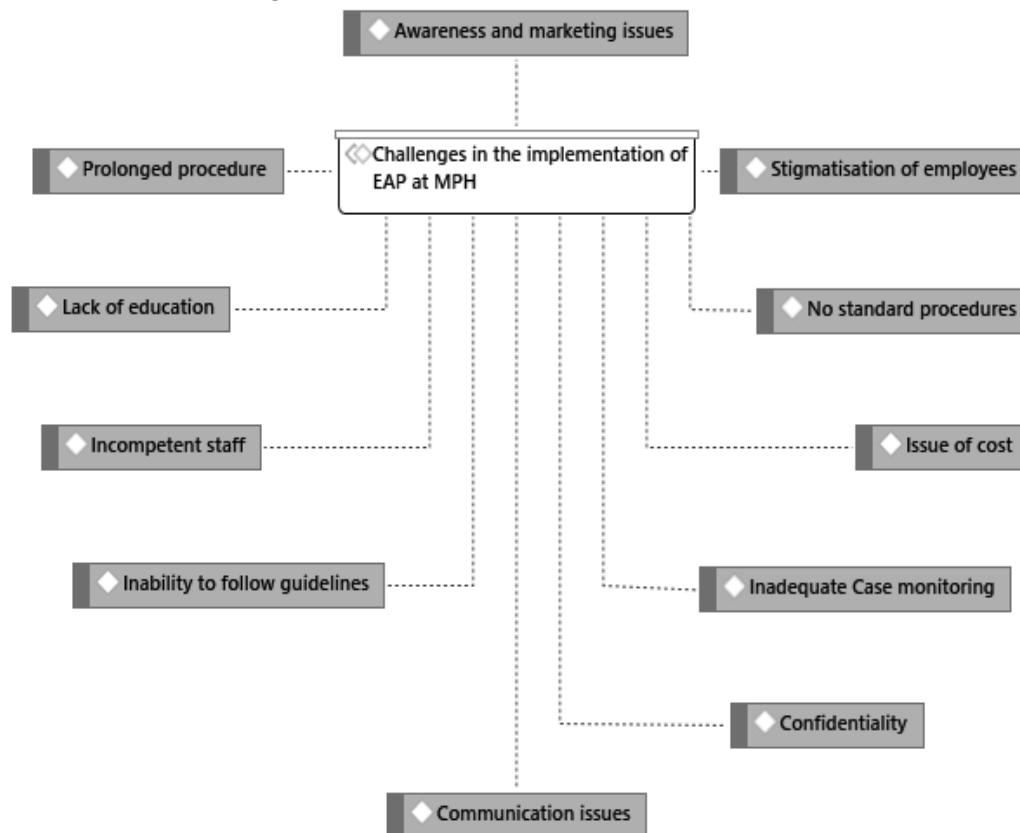 Awareness and marketing issues
Challenges in the implementation of
EAP at MPH
Prolonged procedure
Stigmatisation of employees
Lack of education
No standard procedures
Incompetent staff
Issue of cost
Inability to follow guidelines
Inadequate Case monitoring
Confidentiality
Communication issues